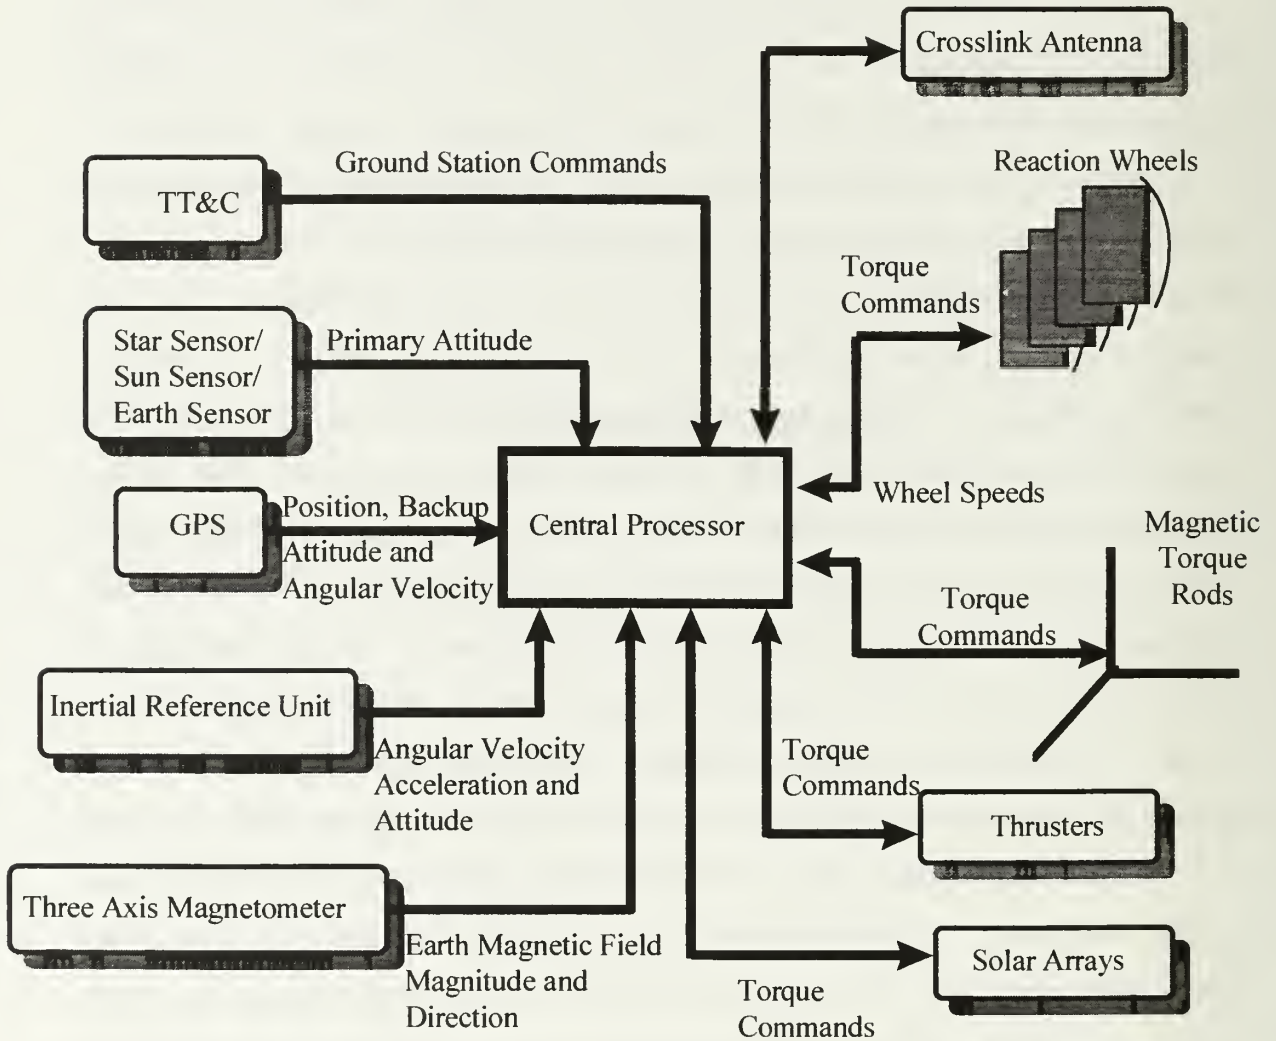 Crosslink Antenna
Ground Station Commands
TT&C
Reaction Wheels
Torque
Commands
Star Sensor/
Sun Sensor/
Earth Sensor
Primary Attitude
GPS
Position, Backup
Attitude and
Angular Velocity
Central Processor
Wheel Speeds
Magnetic
Torque
Rods
Torque
Commands
Inertial Reference Unit
Angular Velocity
Acceleration and
Attitude
Torque
Commands
Thrusters
Three Axis Magnetometer
Earth Magnetic Field
Magnitude and
Direction
Solar Arrays
Torque
Commands